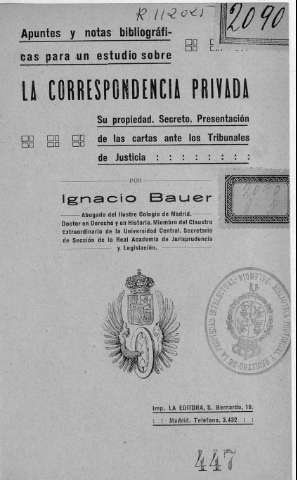 R.112025
2090
Apuntes y notas bibliográfi-
cas para un estudio sobre
LA CORRESPONDENCIA PRIVADA
Su propiedad. Secreto. Presentación
de las cartas ante los Tribunales
de Justicia : : : : : : : :
POR
Ignacio Bauer
Abogado del Ilustre Colegio de Madrid.
Doctor en Derecho y en Historia. Miembro del Claustro
Extraordinario de la Universidad Central. Secretario
de Sección de la Real Academia de Jurisprudencia
y Legislación.
Imp. LA EDITORA, S. Bernardo, 19.
: : Madrid. Telefono, 3.432. : :
447